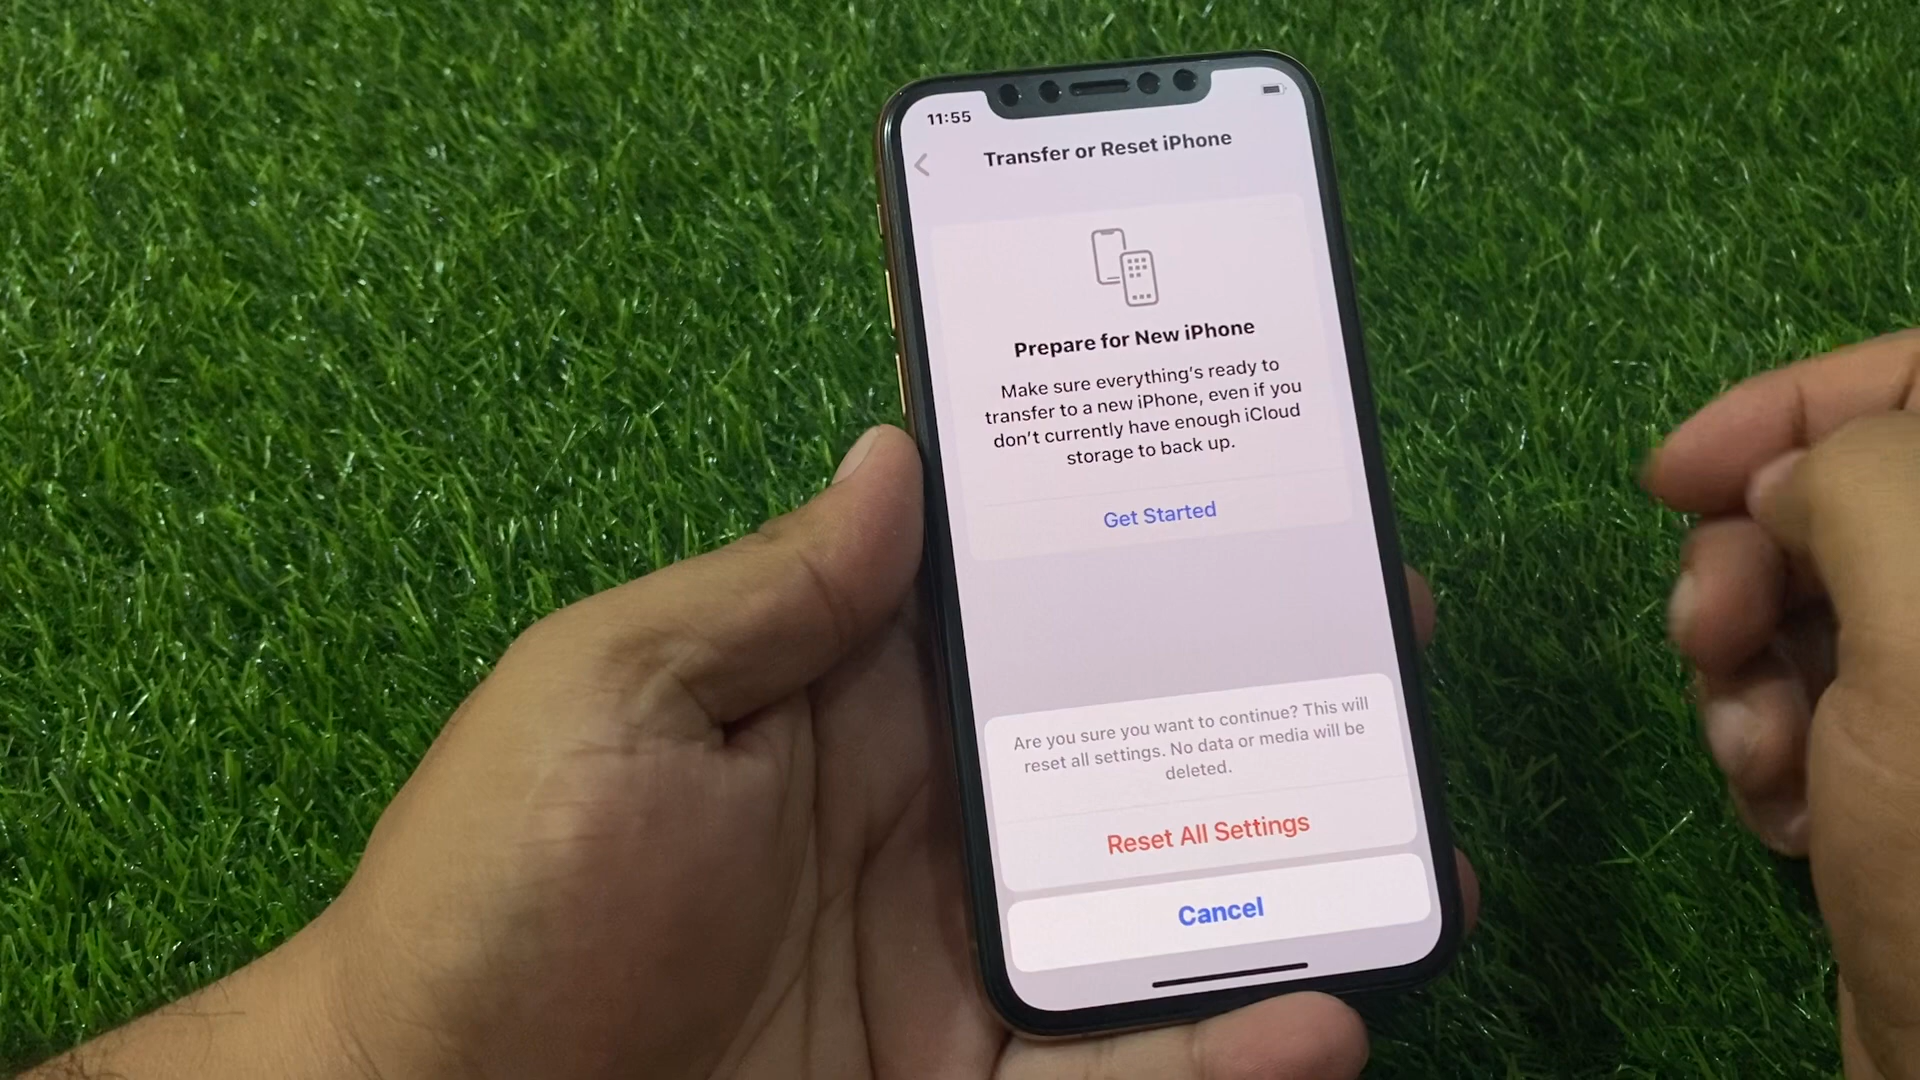 11:55
Transfer or Reset iPhone
Prepare for New iPhone
Make sure everything's ready to
transfer to a new iPhone, even if you
don't currently have enough iCloud
storage to back up.
Get Started
Are you sure you want to continue? This will
reset all settings. No data or media will be
deleted.
Reset All Settings
Cancel